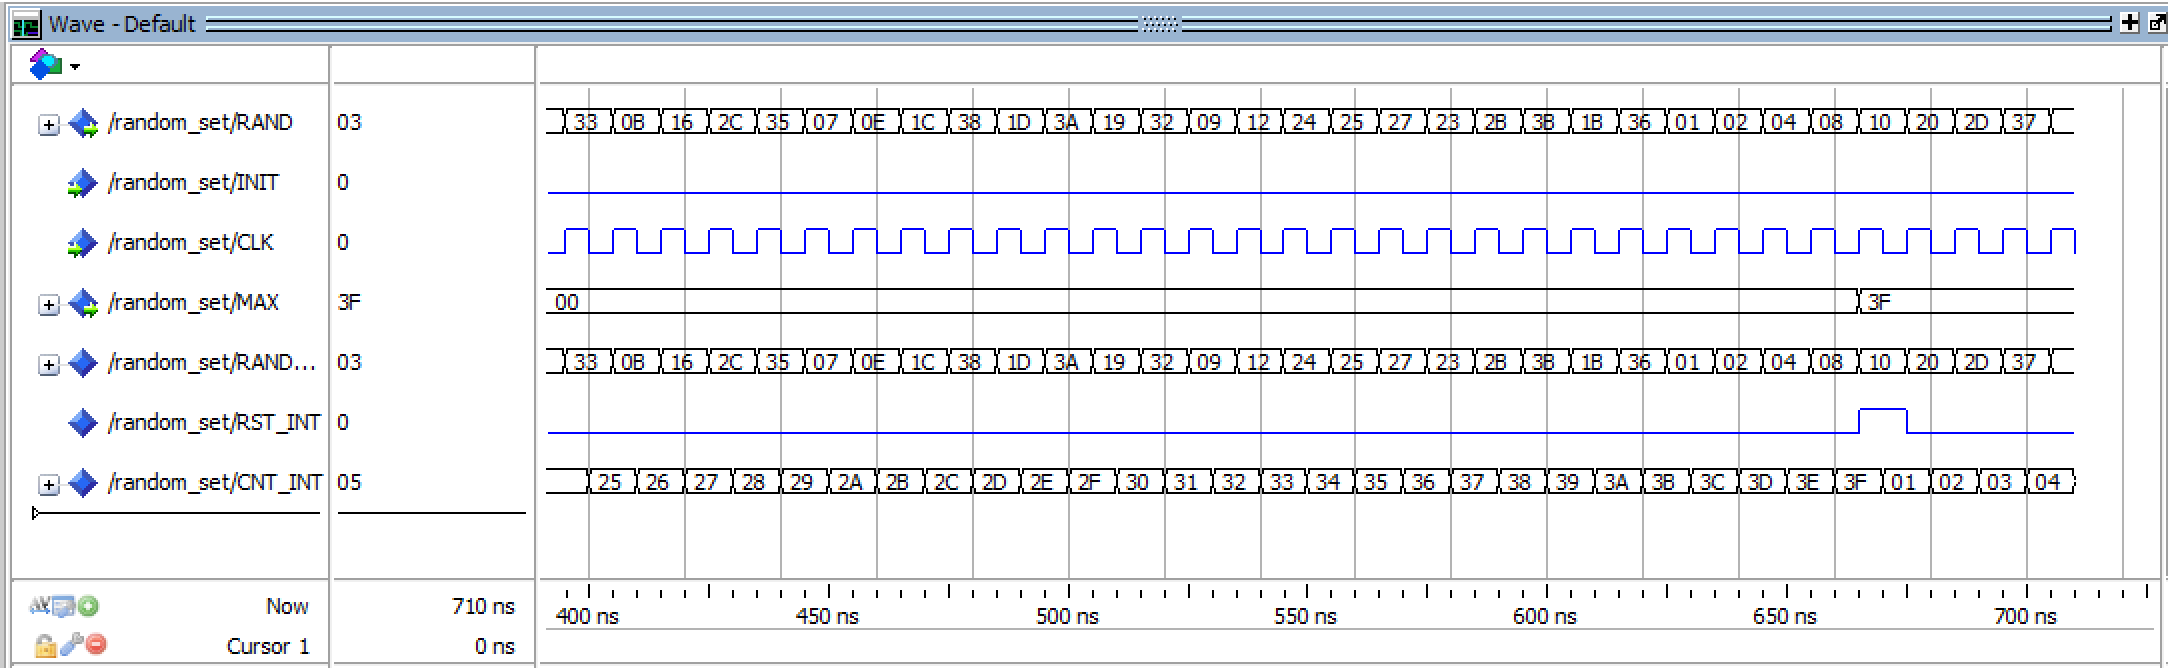 Wave - Default
/random_set/RAND 03 33 0B 16 2C 35 07 0E 1C 38 1D 3A 19 32 09 12 24 25 27 23 2B 3B 1B 36 01 02 04 08 10 20 2D 37
/random_set/INIT 0
/random_set/CLK 0
/random_set/MAX 3F 00 3F
/random_set/RAND... 03 33 0B 16 2C 35 07 0E 1C 38 1D 3A 19 32 09 12 24 25 27 23 2B 3B 1B 36 01 02 04 08 10 20 2D 37
/random_set/RST_INT 0
/random_set/CNT_INT 05 25 26 27 28 29 2A 2B 2C 2D 2E 2F 30 31 32 33 34 35 36 37 38 39 3A 3B 3C 3D 3E 3F 01 02 03 04
Now 710 ns 400 ns 450 ns 500 ns 550 ns 600 ns 650 ns 700 ns
Cursor 1 0 ns